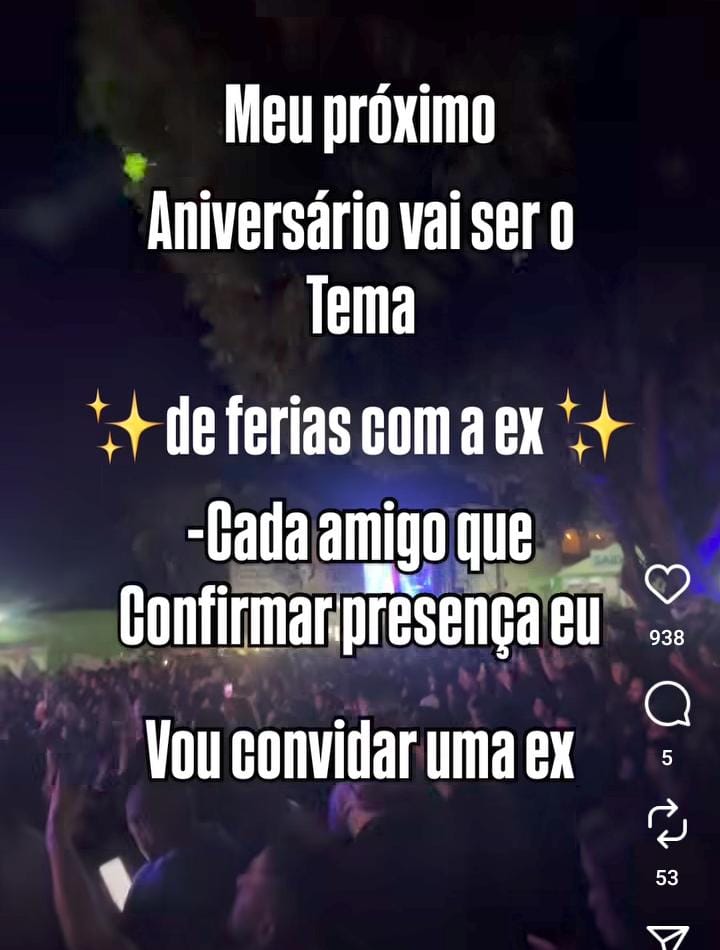 Meu próximo
Aniversário vai ser o
Tema
✨de ferias com a ex ✨
-Cada amigo que
Confirmar presença eu
Vou convidar uma ex
938
5
53